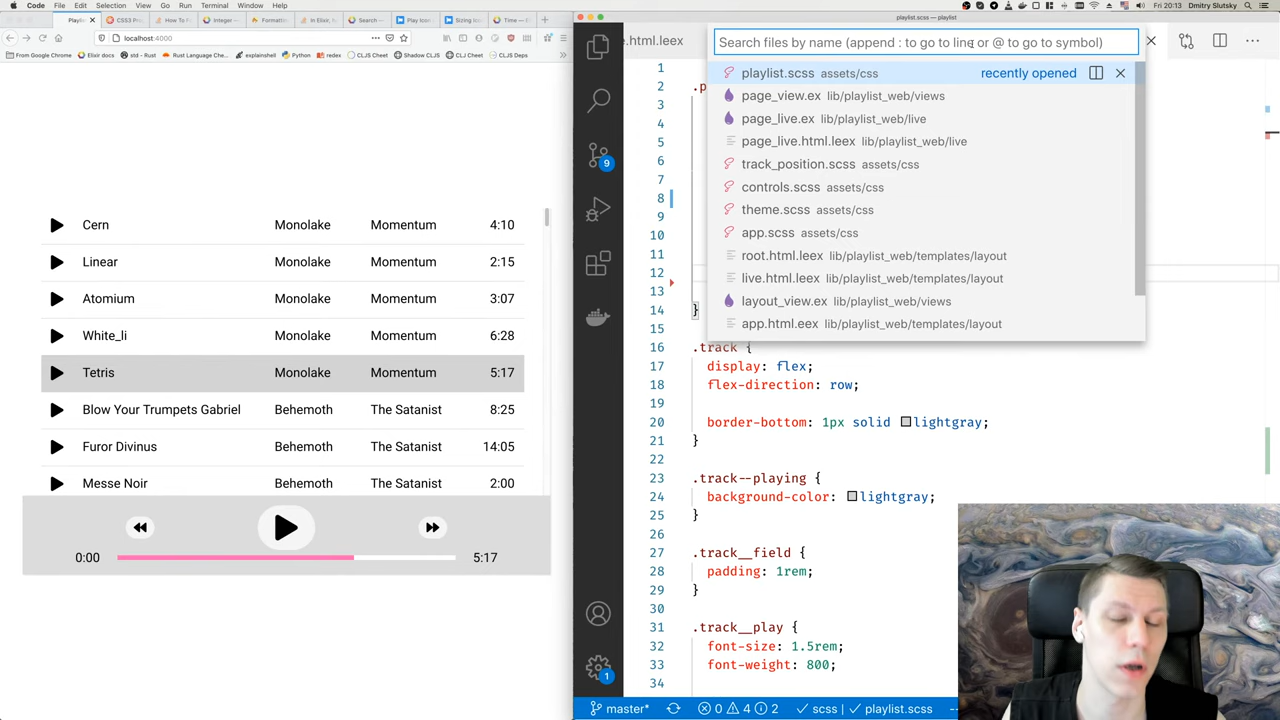 Code File Edit Selection View Go Run Terminal Window Help
Fri 20:13 Dmitry Slutsky
Playlist
CSS3 Prop
How To F
Integer —
Formattin
In Elixir, h
Search —
Play Icon
Sizing Ico
Time — E
localhost:4000
From Google Chrome
Elixir
std - Rust
Rust Language Che...
CLJS Cheet
Python
redex
Shadow CLJS
CLJ Cheet
CLJS Deps
Cern Monolake Momentum 4:10
Linear Monolake Momentum 2:15
Atomium Monolake Momentum 3:07
White_li Monolake Momentum 6:28
Tetris Monolake Momentum 5:17
Blow Your Trumpets Gabriel Behemoth The Satanist 8:25
Furor Divinus Behemoth The Satanist 14:05
Messe Noir Behemoth The Satanist 2:00
0:00 5:17
playlist.scss — playlist
e.html.leex
Search files by name (append : to go to line or @ to go to symbol)
playlist.scss assets/css recently opened
page_view.ex lib/playlist_web/views
page_live.ex lib/playlist_web/live
page_live.html.leex lib/playlist_web/live
track_position.scss assets/css
controls.scss assets/css
theme.scss assets/css
app.scss assets/css
root.html.leex lib/playlist_web/templates/layout
live.html.leex lib/playlist_web/templates/layout
layout_view.ex lib/playlist_web/views
app.html.eex lib/playlist_web/templates/layout
9
1
1
2 .p
3
4
5
6
7
8
9
10
11
12
13
14 }
15
16 .track {
17 display: flex;
18 flex-direction: row;
19
20 border-bottom: 1px solid lightgray;
21 }
22
23 .track--playing {
24 background-color: lightgray;
25 }
26
27 .track__field {
28 padding: 1rem;
29 }
30
31 .track__play {
32 font-size: 1.5rem;
33 font-weight: 800;
34
master* 0 4 2 scss | playlist.scss --